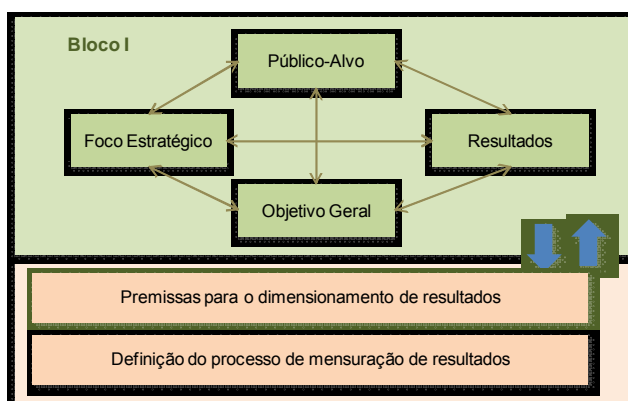 Bloco I
Público-Alvo
Foco Estratégico
Resultados
Objetivo Geral
Premissas para o dimensionamento de resultados
Definição do processo de mensuração de resultados